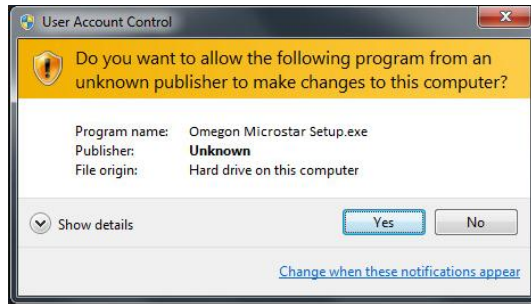 User Account Control
Do you want to allow the following program from an
unknown publisher to make changes to this computer?
Program name: Omegon Microstar Setup.exe
Publisher: Unknown
File origin: Hard drive on this computer
Show details
Yes No
Change when these notifications appear